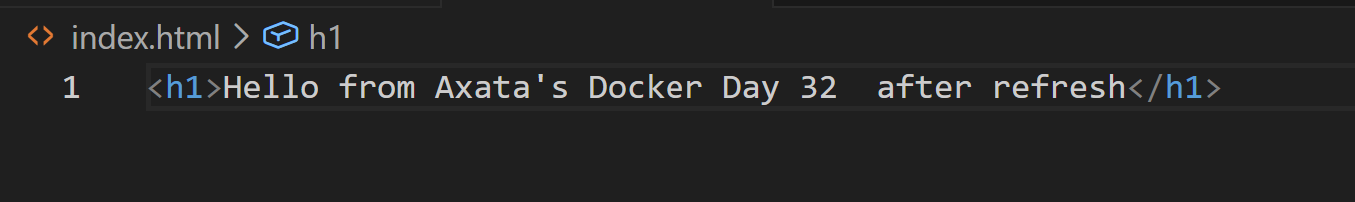 index.html > h1
1 <h1>Hello from Axata's Docker Day 32  after refresh</h1>